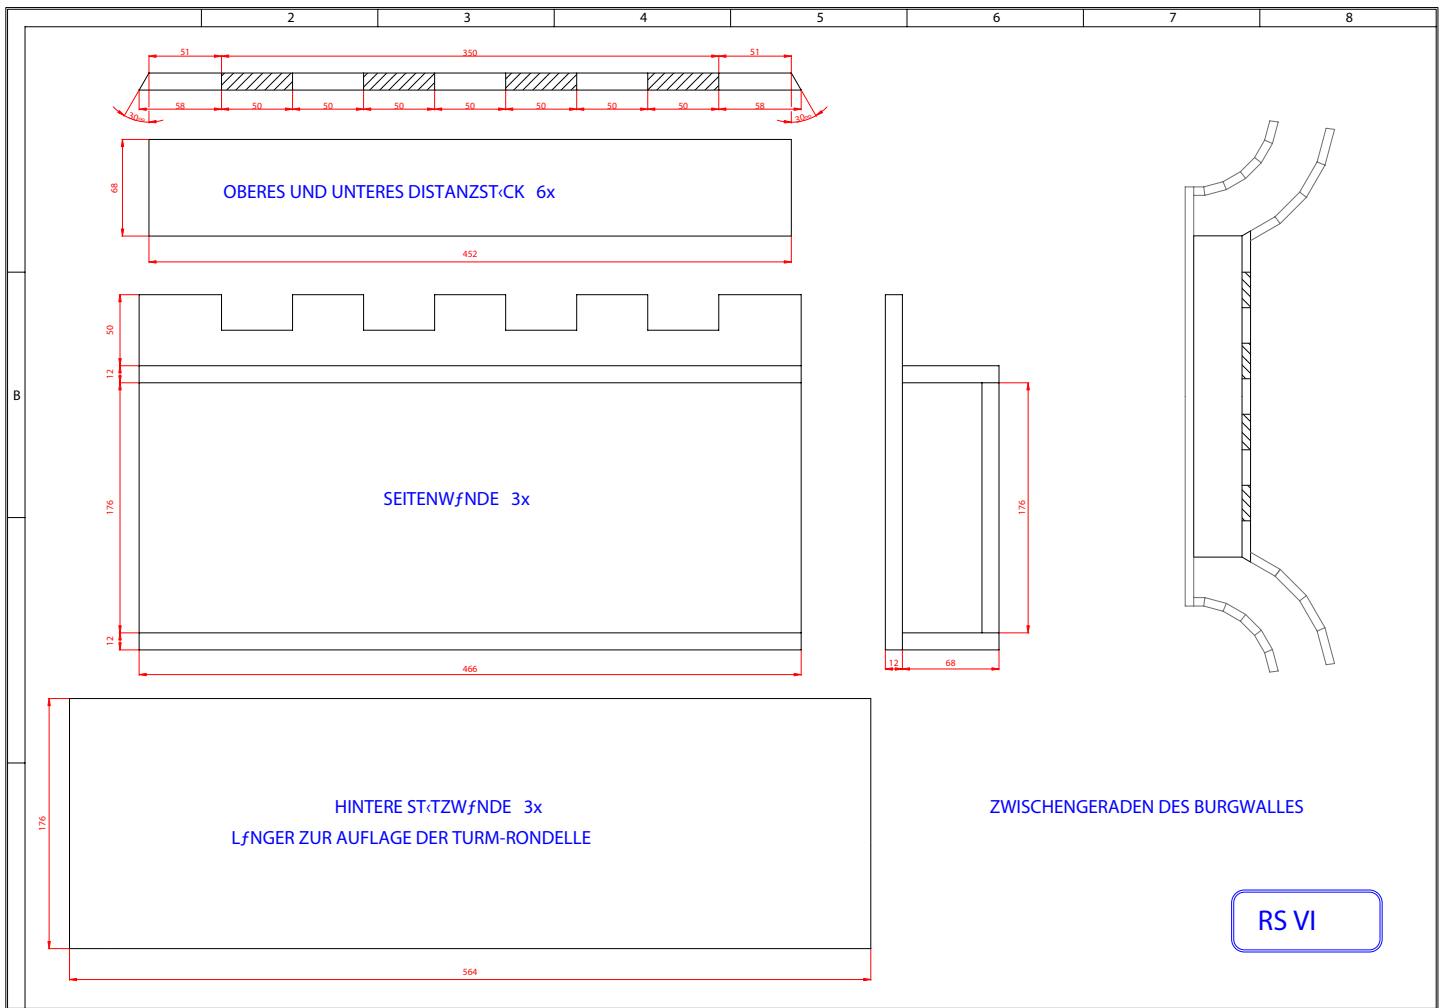 2 3 4 5 6 7 8
51 350 51
58 50 50 50 50 50 50 50 58
30∞ 30∞
68
OBERES UND UNTERES DISTANZST‹CK 6x
452
50
12
B
176
SEITENWƒNDE 3x
176
12
466
12 68
176
HINTERE ST‹TZWƒNDE 3x
LƒNGER ZUR AUFLAGE DER TURM-RONDELLE
ZWISCHENGERADEN DES BURGWALLES
RS VI
564